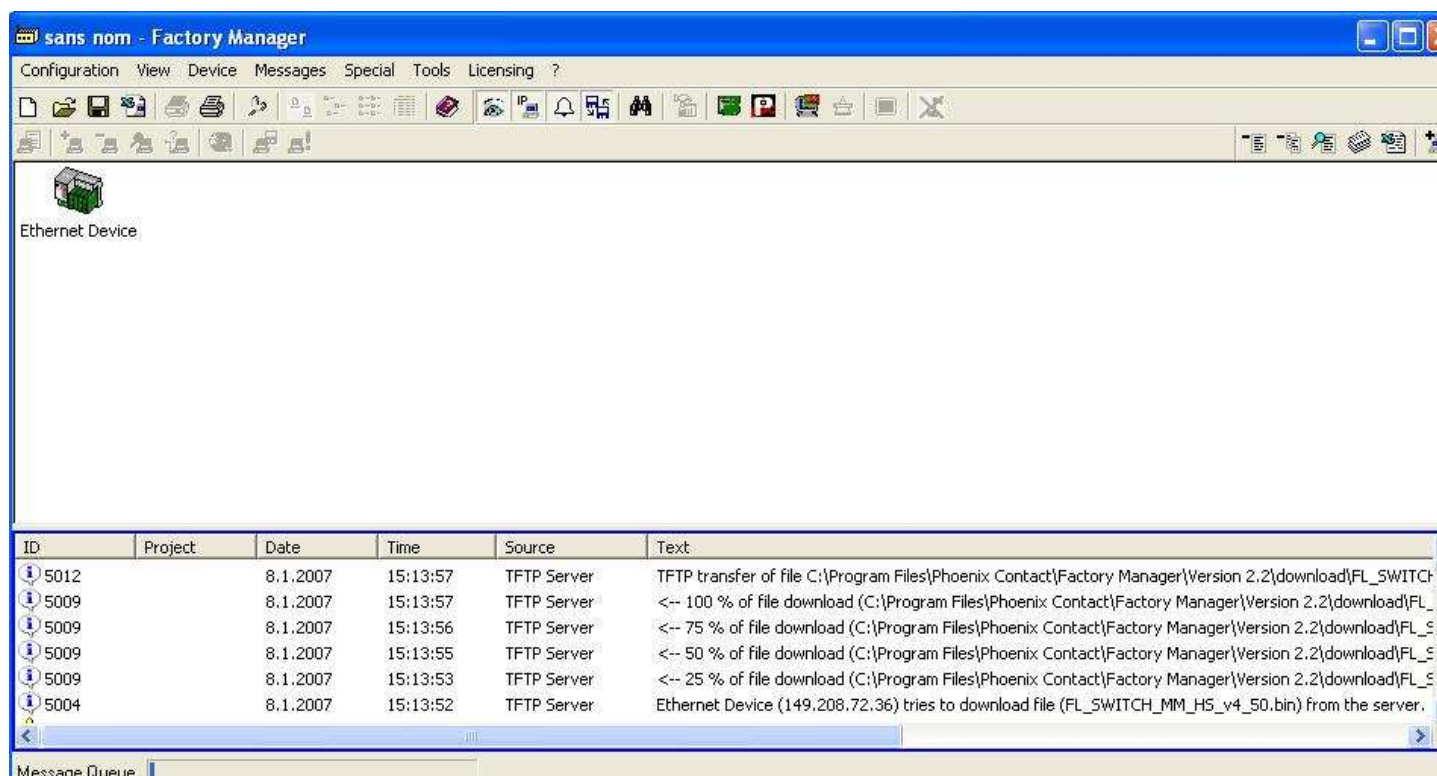 sans nom - Factory Manager
Configuration View Device Messages Special Tools Licensing ?
Ethernet Device
ID Project Date Time Source Text
5012 8.1.2007 15:13:57 TFTP Server TFTP transfer of file C:\Program Files\Phoenix Contact\Factory Manager\Version 2.2\download\FL_SWITCH
5009 8.1.2007 15:13:57 TFTP Server <-- 100 % of file download (C:\Program Files\Phoenix Contact\Factory Manager\Version 2.2\download\FL_
5009 8.1.2007 15:13:56 TFTP Server <-- 75 % of file download (C:\Program Files\Phoenix Contact\Factory Manager\Version 2.2\download\FL_S
5009 8.1.2007 15:13:55 TFTP Server <-- 50 % of file download (C:\Program Files\Phoenix Contact\Factory Manager\Version 2.2\download\FL_S
5009 8.1.2007 15:13:53 TFTP Server <-- 25 % of file download (C:\Program Files\Phoenix Contact\Factory Manager\Version 2.2\download\FL_S
5004 8.1.2007 15:13:52 TFTP Server Ethernet Device (149.208.72.36) tries to download file (FL_SWITCH_MM_HS_v4_50.bin) from the server.
Message Queue